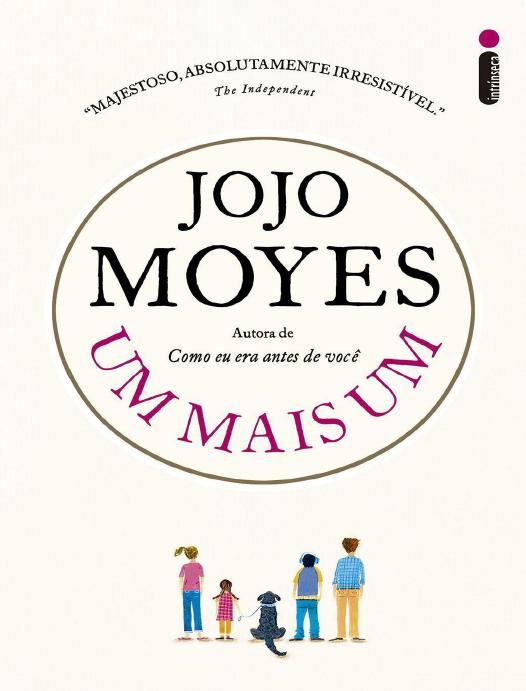 "MAJESTOSO, ABSOLUTAMENTE IRRESISTÍVEL."
The Independent
intrínseca
JOJO
MOYES
Autora de
Como eu era antes de você
UM MAIS UM